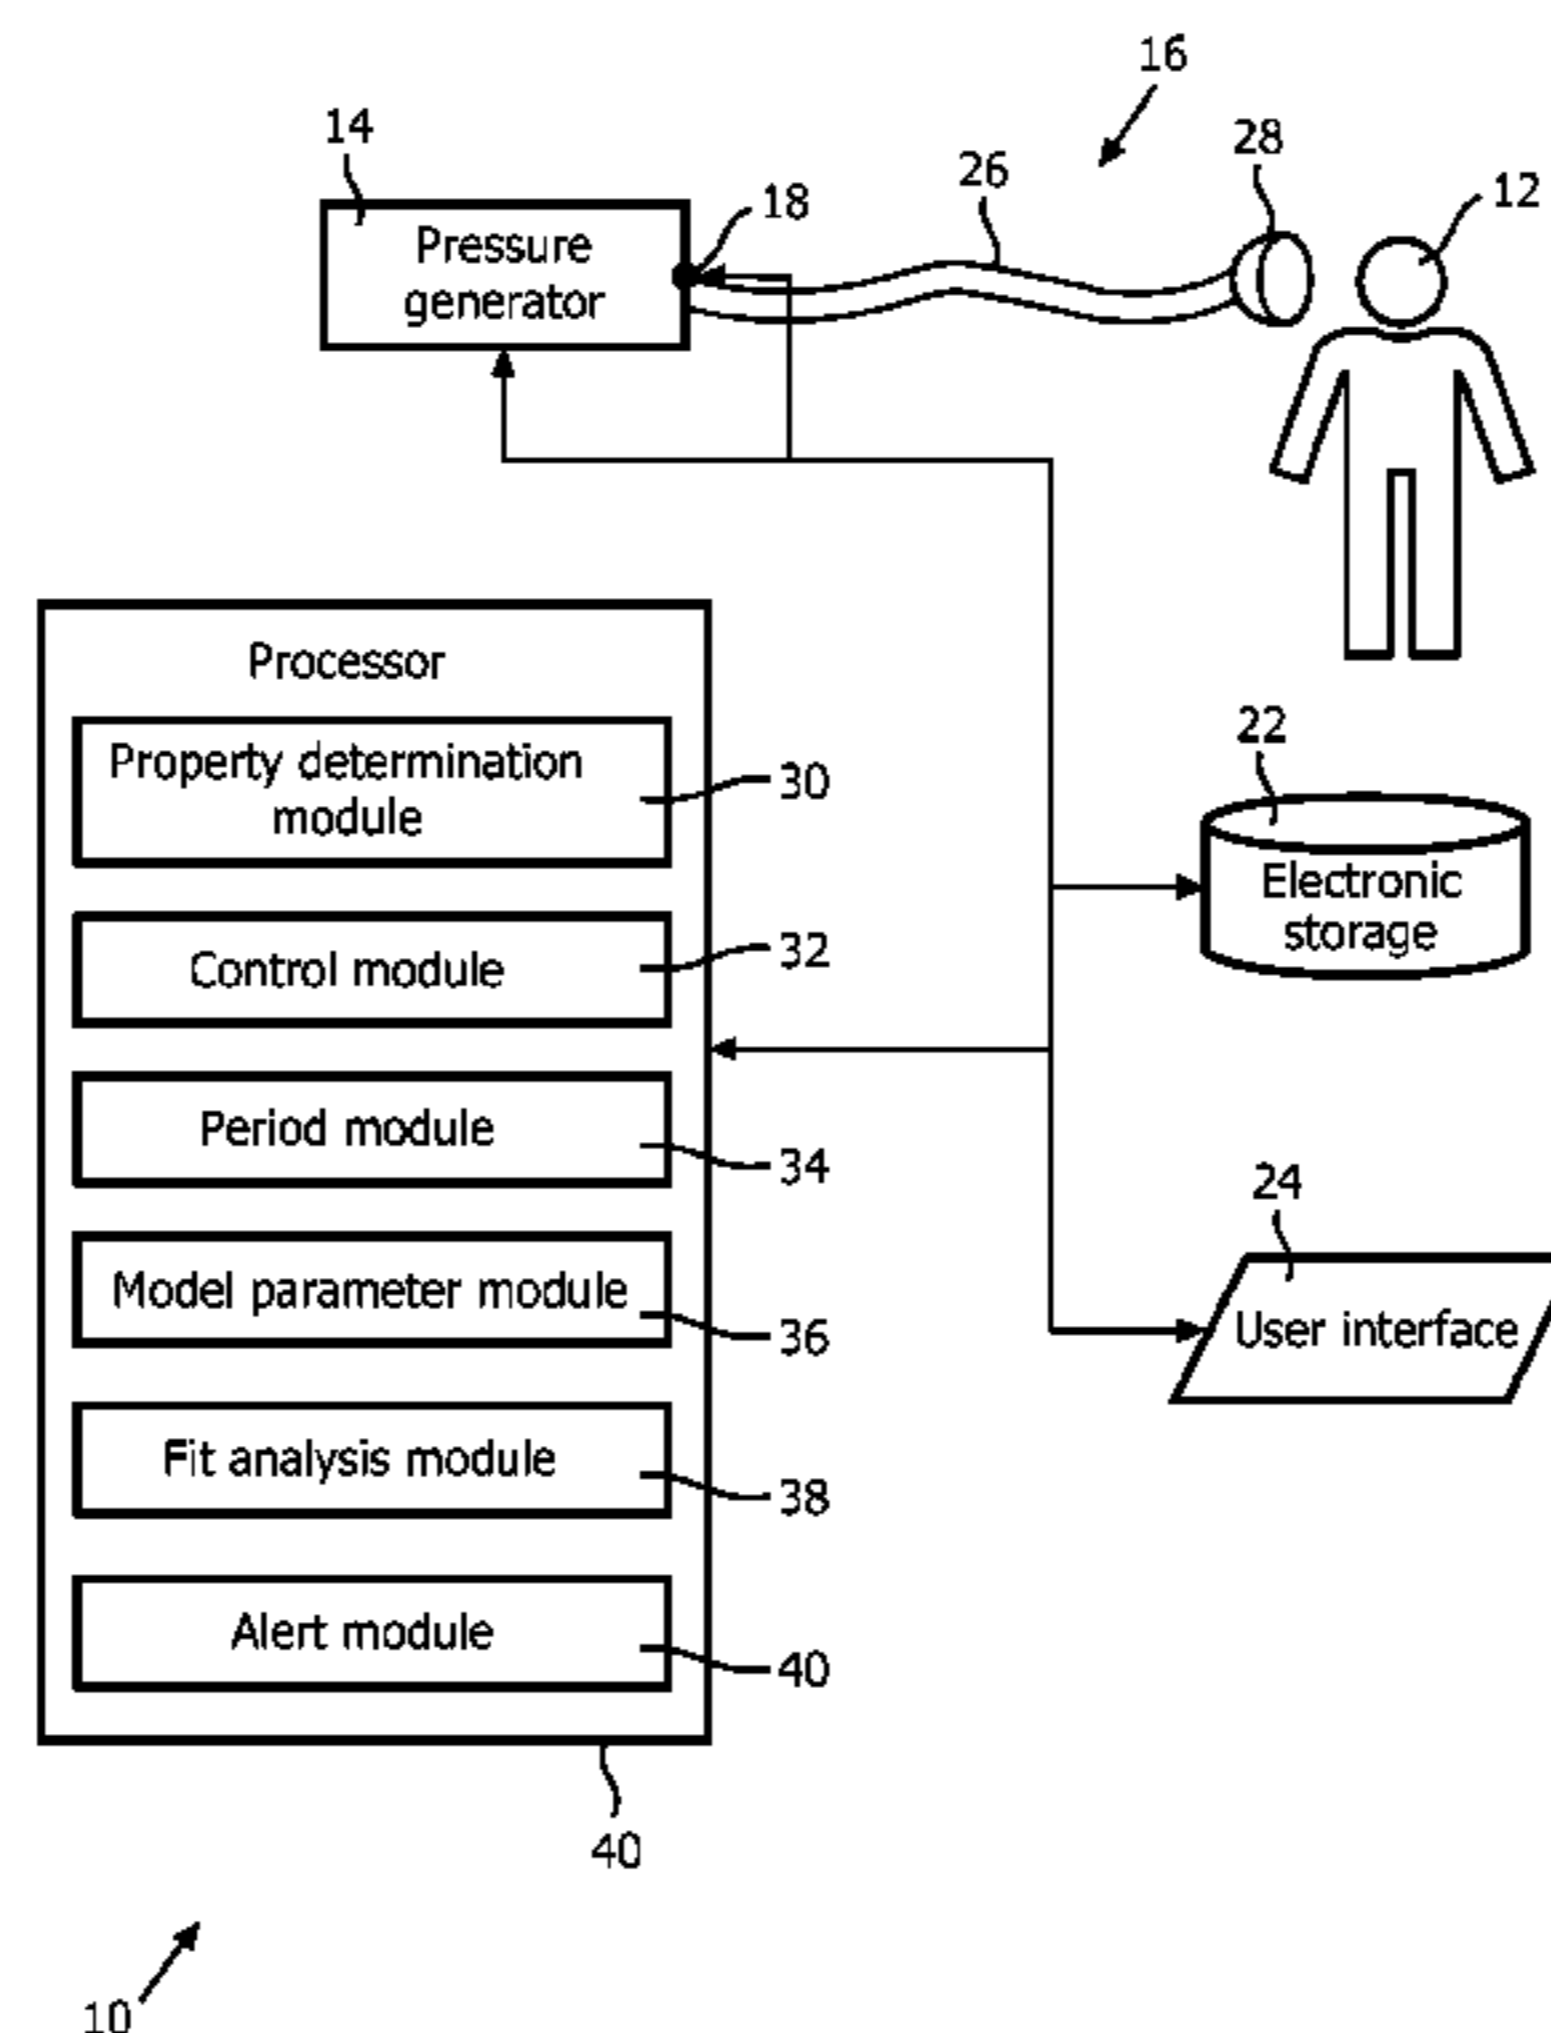 16
14
28
26
12
18
Pressure
generator
Processor
22
Property determination
module
30
Electronic
storage
Control module
32
Period module
34
24
Model parameter module
36
User interface
Fit analysis module
38
Alert module
40
40
10